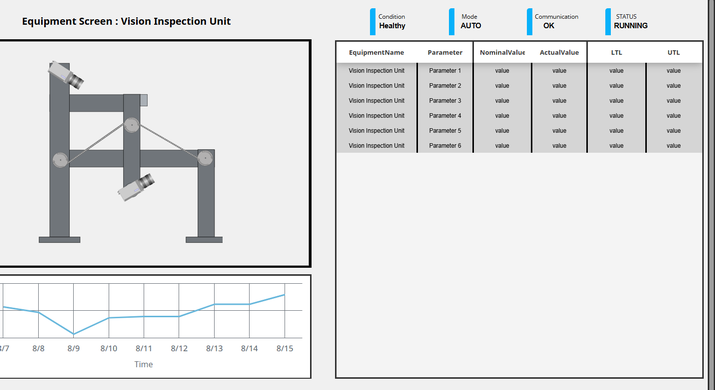 Equipment Screen : Vision Inspection Unit
Condition
Healthy
Mode
AUTO
Communication
OK
STATUS
RUNNING
EquipmentName Parameter NominalValue ActualValue LTL UTL
Vision Inspection Unit Parameter 1 value value value value
Vision Inspection Unit Parameter 2 value value value value
Vision Inspection Unit Parameter 3 value value value value
Vision Inspection Unit Parameter 4 value value value value
Vision Inspection Unit Parameter 5 value value value value
Vision Inspection Unit Parameter 6 value value value value
/7 8/8 8/9 8/10 8/11 8/12 8/13 8/14 8/15
Time